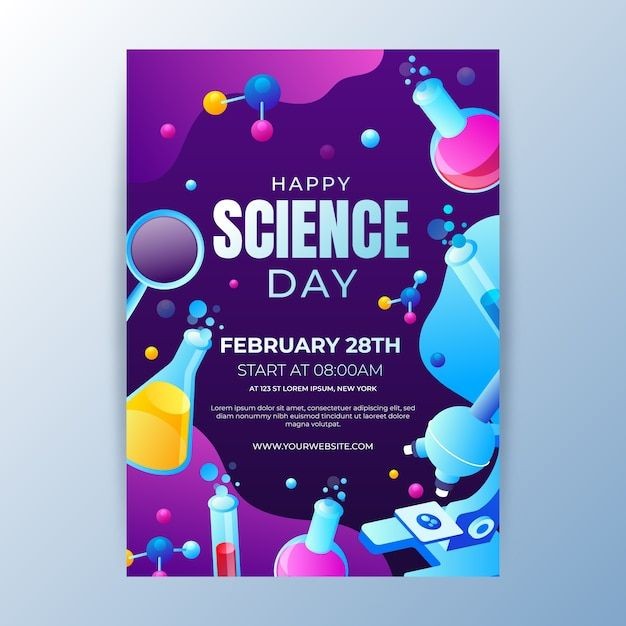 HAPPY
SCIENCE
DAY
FEBRUARY 28TH
START AT 08:00AM
AT 123 ST LOREM IPSUM, NEW YORK
Lorem ipsum dolor sit amet, consectetuer
adipiscing elit, sed diam nonummy nibh euismod
tincidunt ut laoreet dolore magna
WWW.YOURWEBSITE.COM